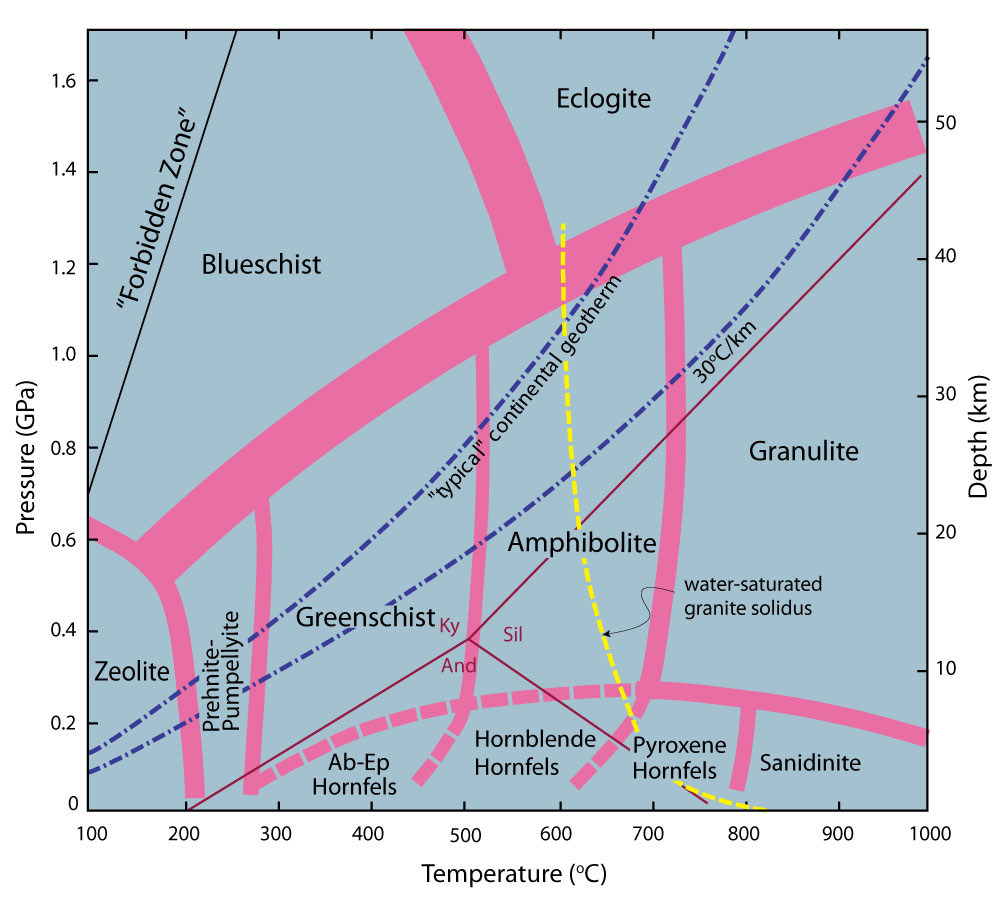 1.6
1.4
1.2
1.0
0.8
0.6
0.4
0.2
0
Pressure (GPa)
50
40
30
20
10
Depth (km)
100
200
300
400
500
600
700
800
900
1000
Temperature (°C)
"Forbidden Zone"
Blueschist
Eclogite
"typical" continental geotherm
30°C/km
Granulite
Amphibolite
water-saturated
granite solidus
Greenschist
Ky
Sil
And
Zeolite
Prehnite-
Pumpellyite
Ab-Ep
Hornfels
Hornblende
Hornfels
Pyroxene
Hornfels
Sanidinite